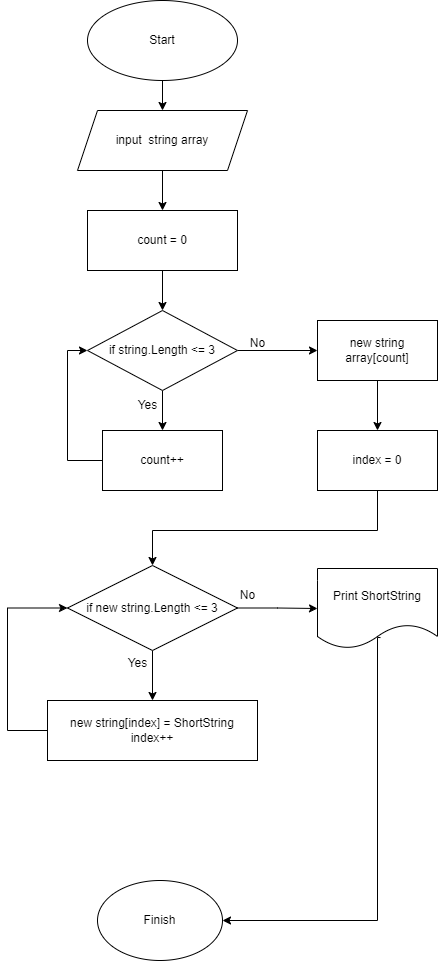 Start
input  string array
count = 0
if string.Length <= 3
No
new string
array[count]
Yes
count++
index = 0
if new string.Length <= 3
No
Print ShortString
Yes
new string[index] = ShortString
index++
Finish